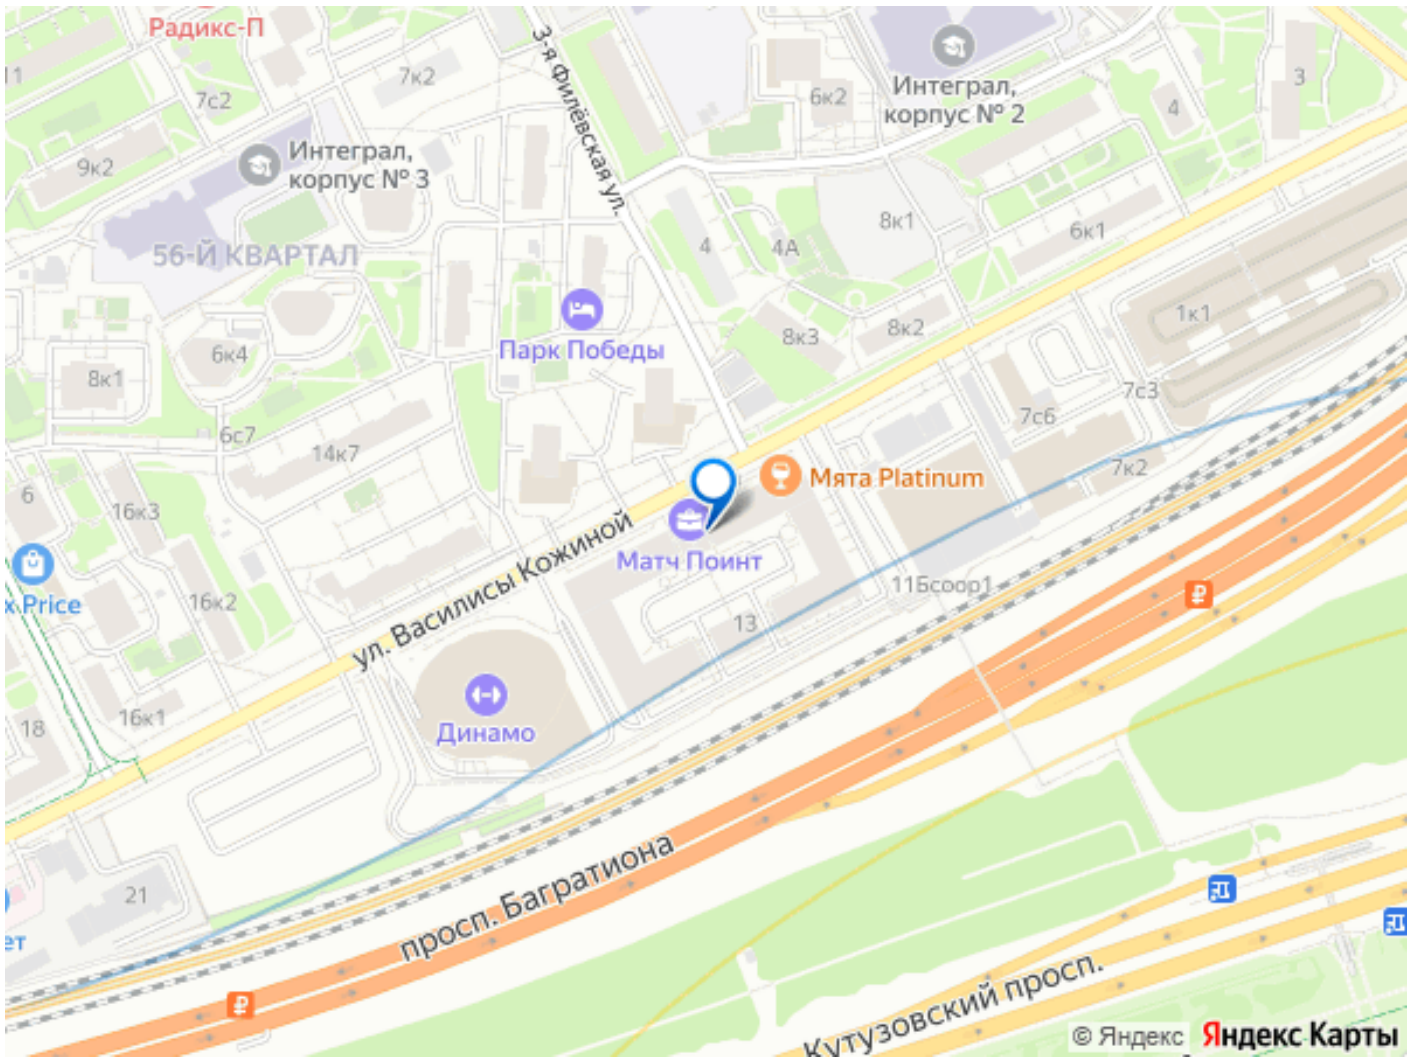 Радикс-П
11
7к2
7с2
3-я Филёвская ул.
6к2
Интеграл,
корпус № 2
3
4
9к2
Интеграл,
корпус № 3
56-Й КВАРТАЛ
4
4А
8к1
6к1
1к1
Парк Победы
8к3
8к2
6к4
8к1
7с3
7с6
6с7
14к7
7к2
Мята Platinum
6
16к3
Матч Поинт
ул. Василисы Кожиной
11Бсоор1
x Price
16к2
13
Динамо
16к1
18
21
просп. Багратиона
ет
Кутузовский просп.
© Яндекс Яндекс Карты